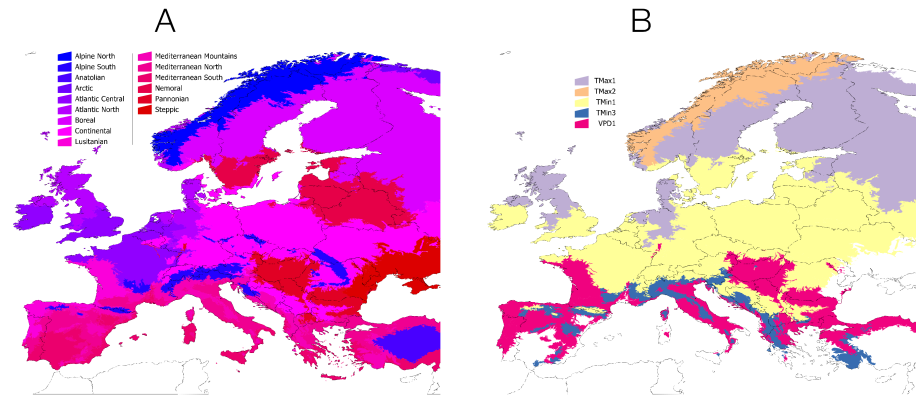 A
B
Alpine North
Alpine South
Anatolian
Arctic
Atlantic Central
Atlantic North
Boreal
Continental
Lusitanian
Mediterranean Mountains
Mediterranean North
Mediterranean South
Nemoral
Pannonian
Steppic
TMax1
TMax2
TMin1
TMin3
VPD1